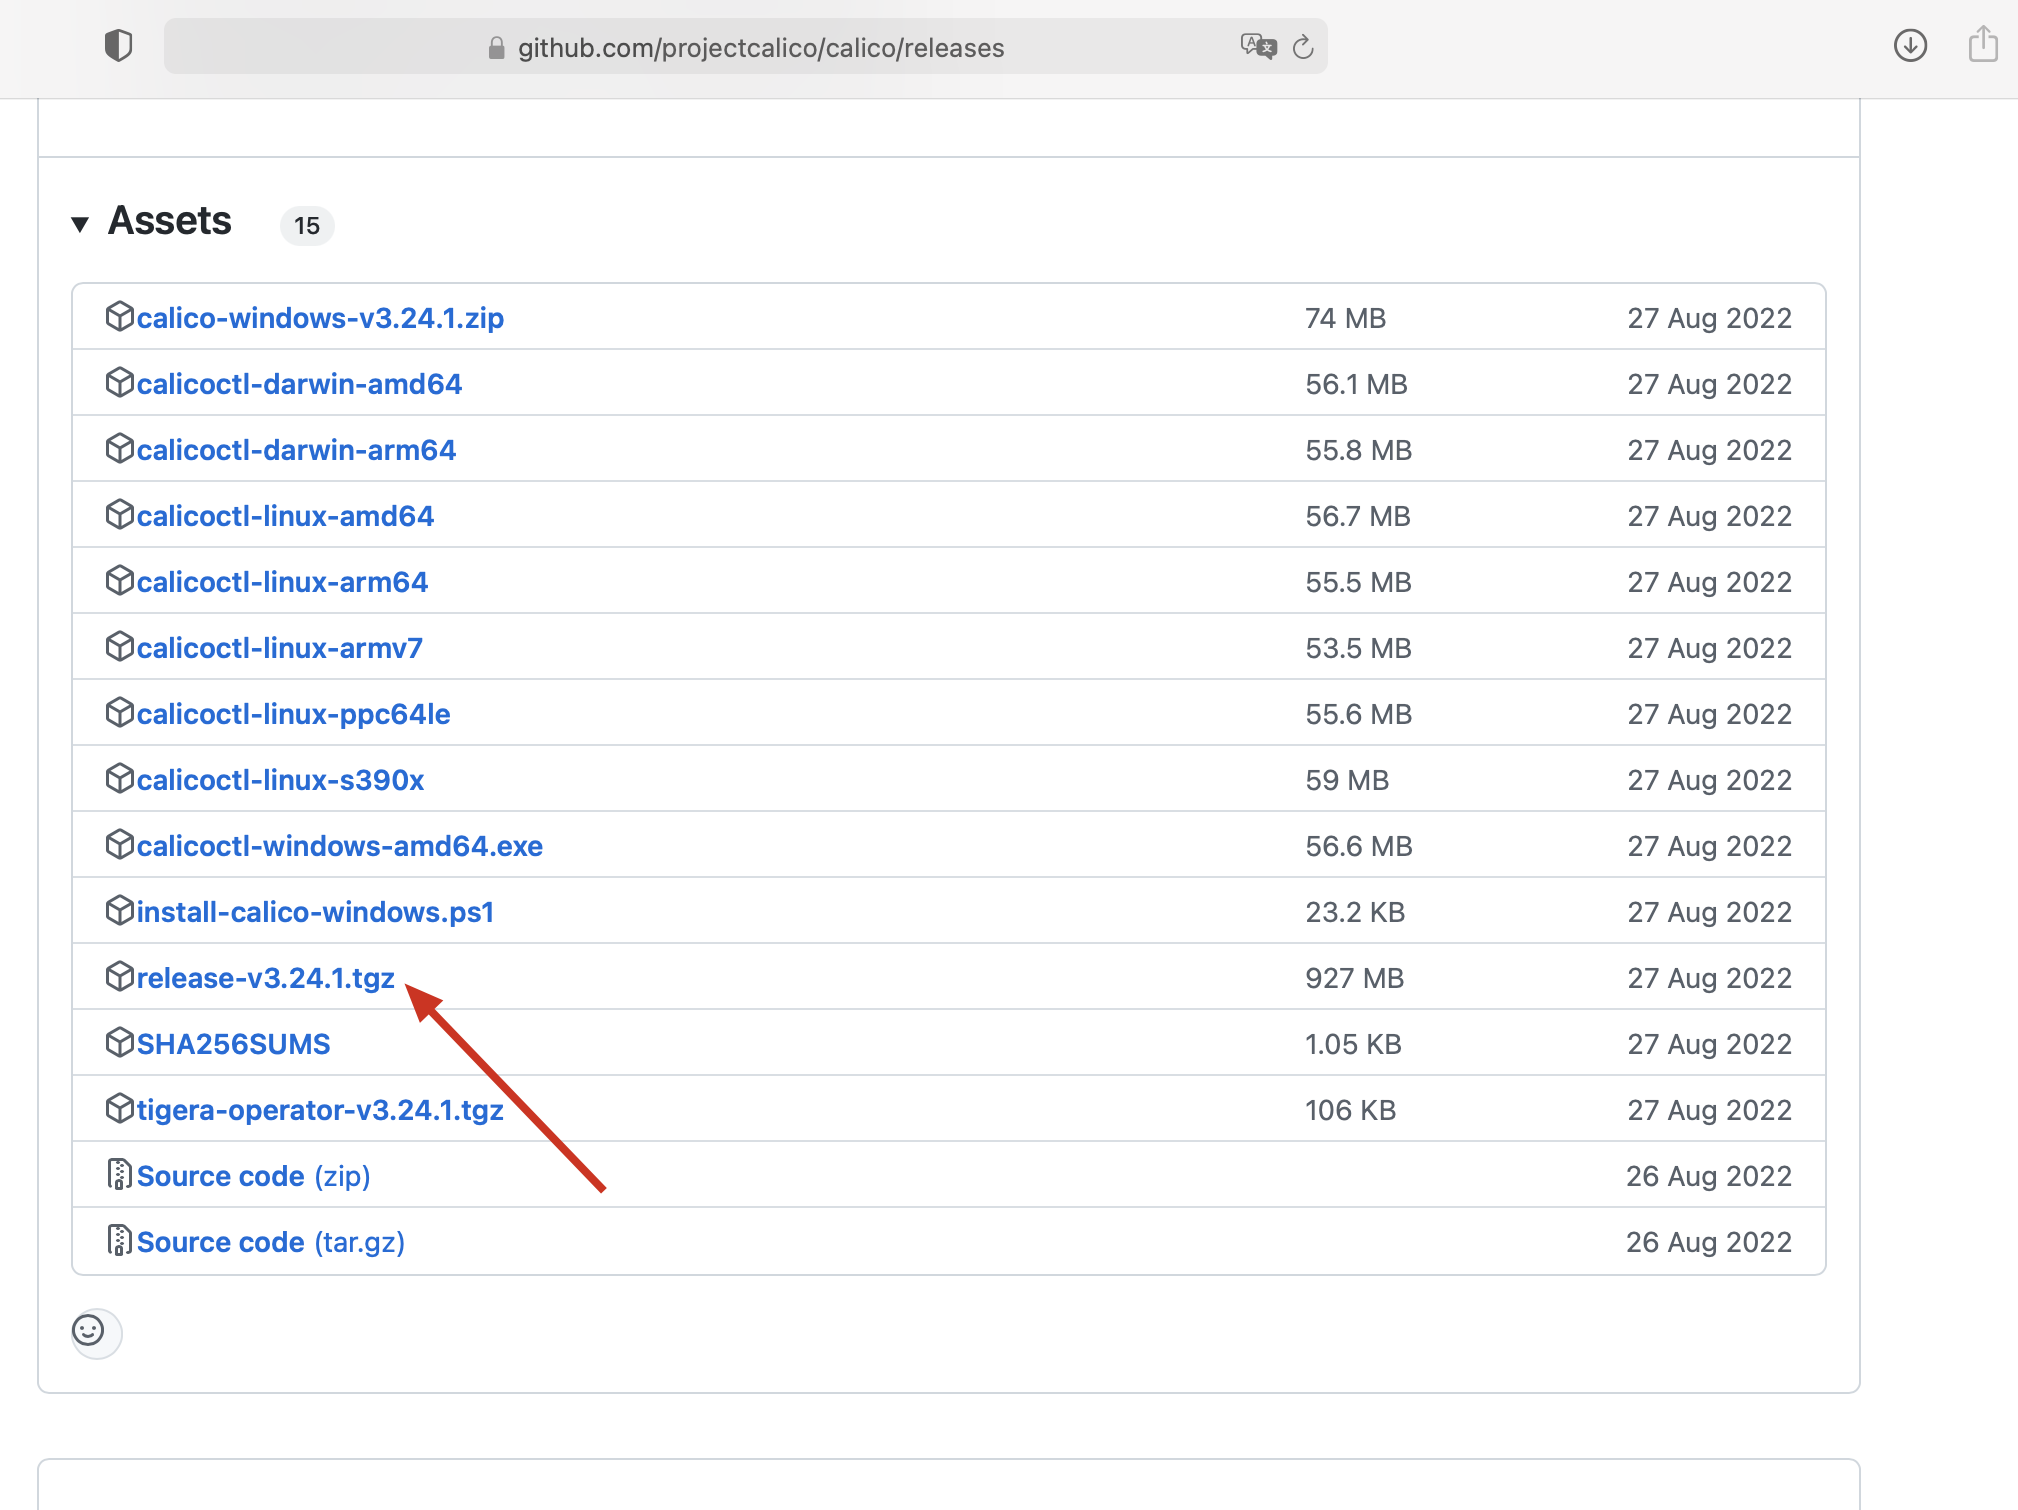 github.com/projectcalico/calico/releases
Assets 15
calico-windows-v3.24.1.zip 74 MB 27 Aug 2022
calicoctl-darwin-amd64 56.1 MB 27 Aug 2022
calicoctl-darwin-arm64 55.8 MB 27 Aug 2022
calicoctl-linux-amd64 56.7 MB 27 Aug 2022
calicoctl-linux-arm64 55.5 MB 27 Aug 2022
calicoctl-linux-armv7 53.5 MB 27 Aug 2022
calicoctl-linux-ppc64le 55.6 MB 27 Aug 2022
calicoctl-linux-s390x 59 MB 27 Aug 2022
calicoctl-windows-amd64.exe 56.6 MB 27 Aug 2022
install-calico-windows.ps1 23.2 KB 27 Aug 2022
release-v3.24.1.tgz 927 MB 27 Aug 2022
SHA256SUMS 1.05 KB 27 Aug 2022
tigera-operator-v3.24.1.tgz 106 KB 27 Aug 2022
Source code (zip) 26 Aug 2022
Source code (tar.gz) 26 Aug 2022